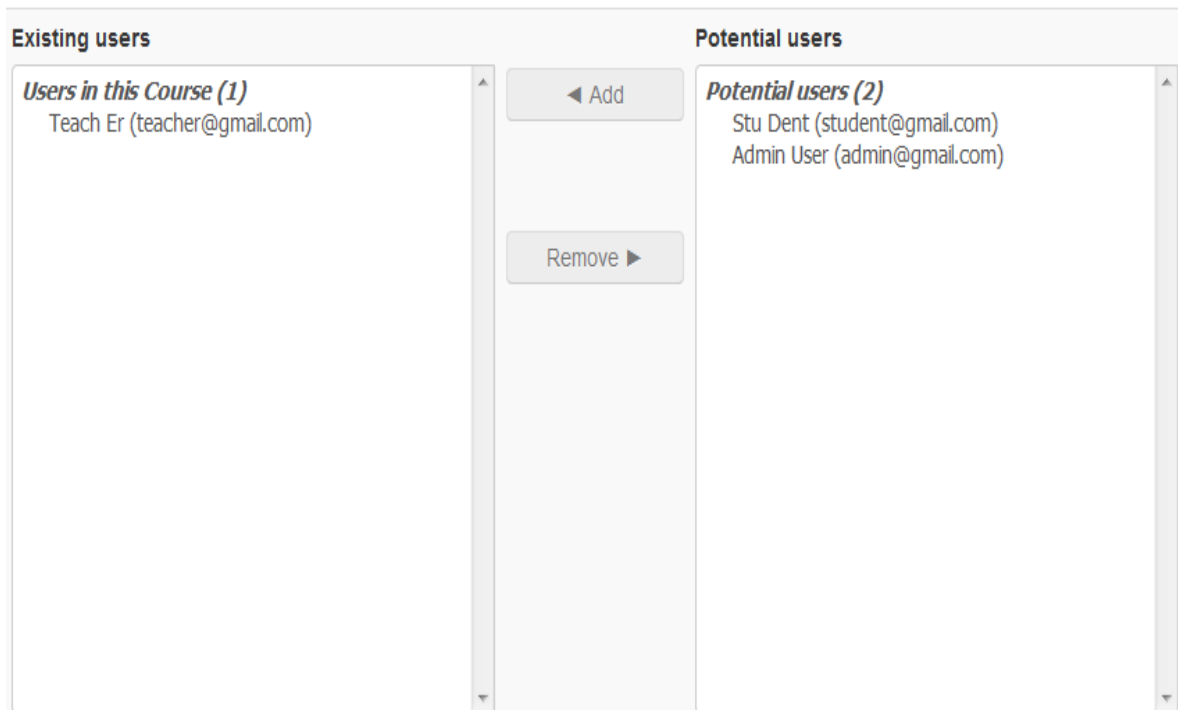 Existing users
Users in this Course (1)
Teach Er (teacher@gmail.com)
◄ Add
Remove ►
Potential users
Potential users (2)
Stu Dent (student@gmail.com)
Admin User (admin@gmail.com)